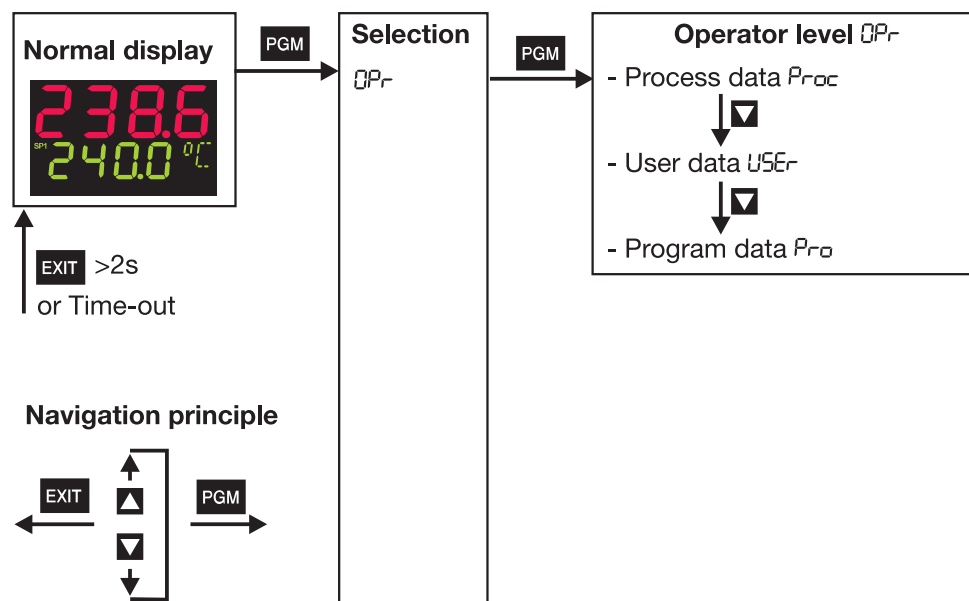 Normal display
238.6
SP1 240.0 °C
PGM
Selection
OPr
PGM
Operator level OPr
- Process data Proc
- User data USEr
- Program data Pro
EXIT >2s
or Time-out
Navigation principle
EXIT
PGM